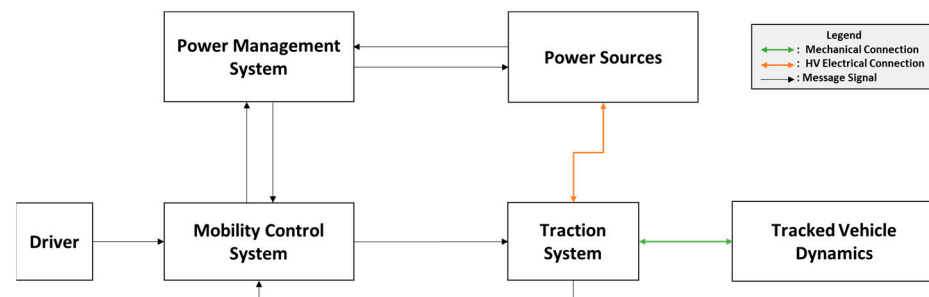 Power Management
System
Power Sources
Legend
: Mechanical Connection
: HV Electrical Connection
: Message Signal
Driver
Mobility Control
System
Traction
System
Tracked Vehicle
Dynamics